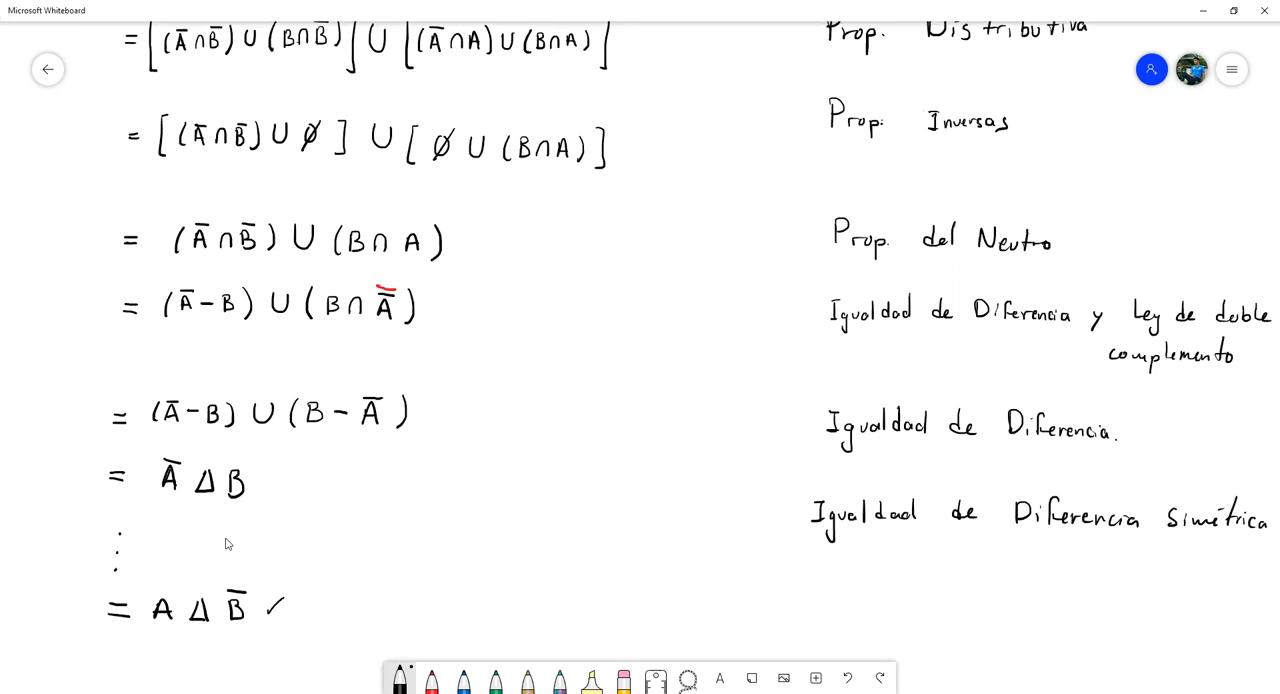 Microsoft Whiteboard
= [(A̅ ∩ B̅) ∪ (B ∩ B̅)] ∪ [(A̅ ∩ A) ∪ (B ∩ A)] Prop. Distributiva
= [(A̅ ∩ B̅) ∪ ∅] ∪ [∅ ∪ (B ∩ A)] Prop: Inversas
= (A̅ ∩ B̅) ∪ (B ∩ A) Prop. del Neutro
= (A̅ - B) ∪ (B ∩ A̿) Igualdad de Diferencia y Ley de doble
complemento
= (A̅ - B) ∪ (B - A̅) Igualdad de Diferencia.
= A̅ Δ B
Igualdad de Diferencia Simétrica
⋮
= A Δ B̅ ✓
A